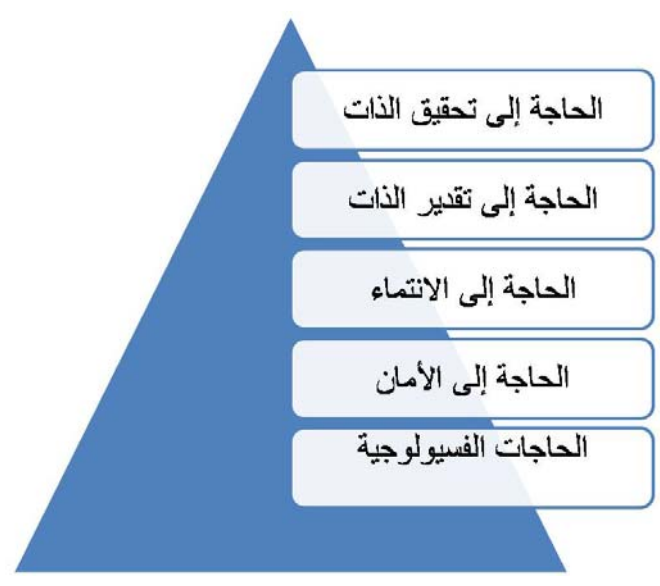 الحاجة إلى تحقيق الذات
الحاجة إلى تقدير الذات
الحاجة إلى الانتماء
الحاجة إلى الأمان
الحاجات الفسيولوجية